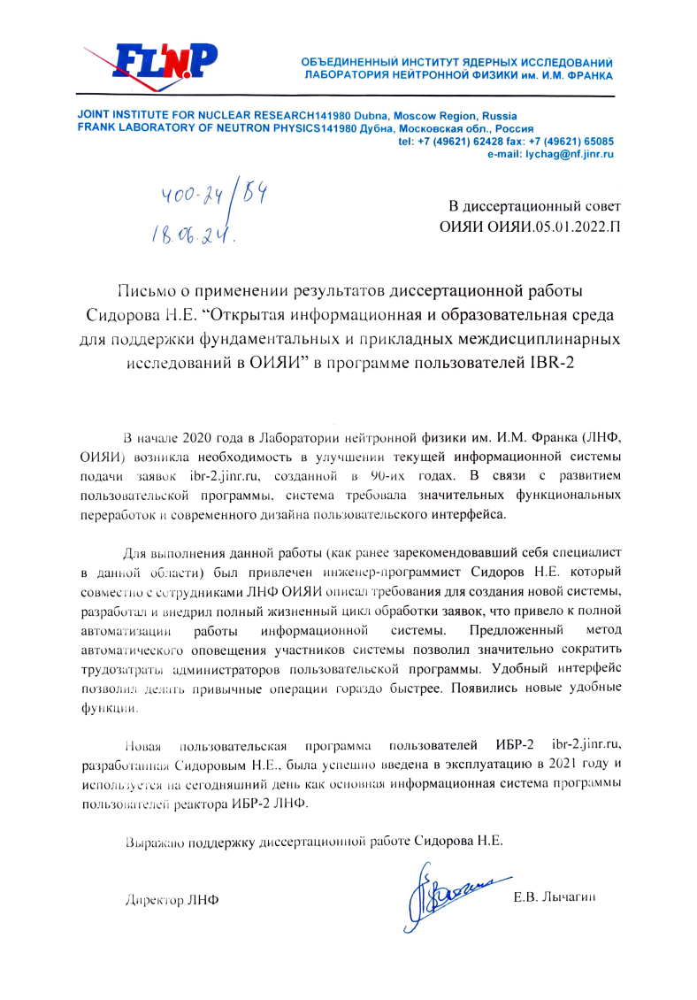 FLNP
ОБЪЕДИНЕННЫЙ ИНСТИТУТ ЯДЕРНЫХ ИССЛЕДОВАНИЙ
ЛАБОРАТОРИЯ НЕЙТРОННОЙ ФИЗИКИ им. И.М. ФРАНКА
JOINT INSTITUTE FOR NUCLEAR RESEARCH141980 Dubna, Moscow Region, Russia
FRANK LABORATORY OF NEUTRON PHYSICS141980 Дубна, Московская обл., Россия
tel: +7 (49621) 62428 fax: +7 (49621) 65085
e-mail: lychag@nf.jinr.ru
400-24/54
18.06.24.
В диссертационный совет
ОИЯИ ОИЯИ.05.01.2022.П
Письмо о применении результатов диссертационной работы
Сидорова Н.Е. “Открытая информационная и образовательная среда
для поддержки фундаментальных и прикладных междисциплинарных
исследований в ОИЯИ” в программе пользователей IBR-2
В начале 2020 года в Лаборатории нейтронной физики им. И.М. Франка (ЛНФ,
ОИЯИ) возникла необходимость в улучшении текущей информационной системы
подачи заявок ibr-2.jinr.ru, созданной в 90-их годах. В связи с развитием
пользовательской программы, система требовала значительных функциональных
переработок и современного дизайна пользовательского интерфейса.
Для выполнения данной работы (как ранее зарекомендовавший себя специалист
в данной области) был привлечен инженер-программист Сидоров Н.Е. который
совместно с сотрудниками ЛНФ ОИЯИ описал требования для создания новой системы,
разработал и внедрил полный жизненный цикл обработки заявок, что привело к полной
автоматизации работы информационной системы. Предложенный метод
автоматического оповещения участников системы позволил значительно сократить
трудозатраты администраторов пользовательской программы. Удобный интерфейс
позволил делать привычные операции гораздо быстрее. Появились новые удобные
функции.
Новая пользовательская программа пользователей ИБР-2 ibr-2.jinr.ru,
разработанная Сидоровым Н.Е., была успешно введена в эксплуатацию в 2021 году и
используется на сегодняшний день как основная информационная система программы
пользователей реактора ИБР-2 ЛНФ.
Выражаю поддержку диссертационной работе Сидорова Н.Е.
Директор ЛНФ
Е.В. Лычагин